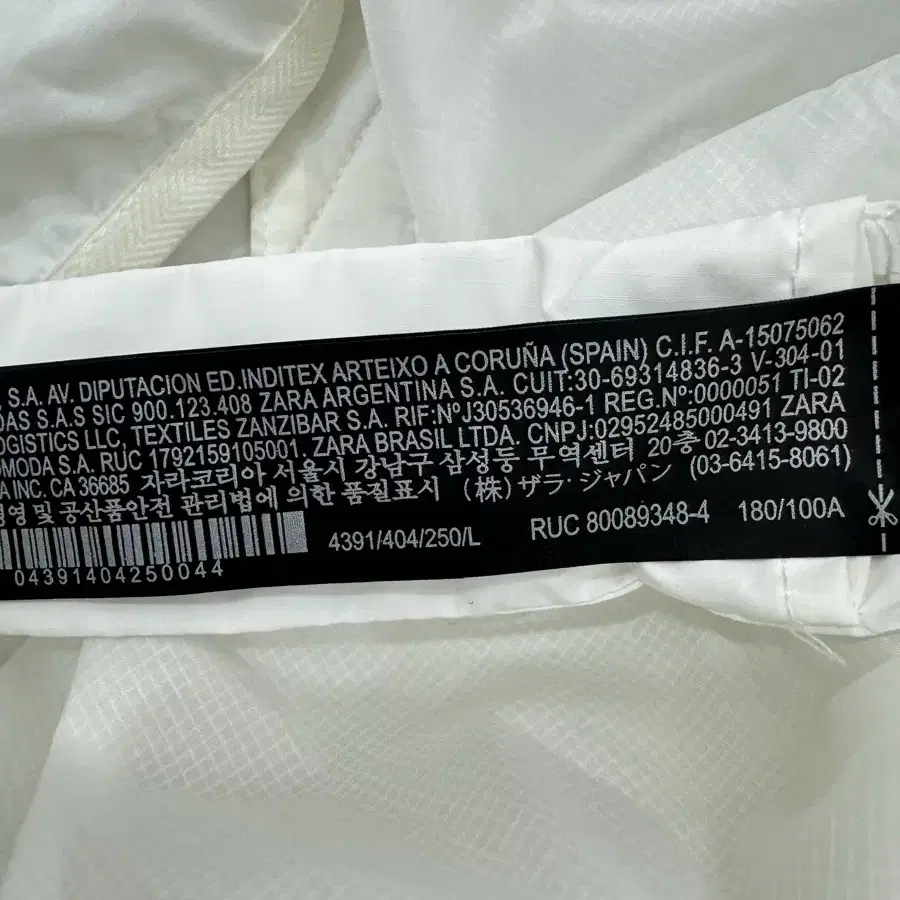 S.A. AV. DIPUTACION ED.INDITEX ARTEIXO A CORUÑA (SPAIN) C.I.F. A-15075062
DAS S.A.S SIC 900.123.408 ZARA ARGENTINA S.A. CUIT:30-69314836-3 V-304-01
OGISTICS LLC, TEXTILES ZANZIBAR S.A. RIF:NºJ30536946-1 REG.Nº:0000051 TI-02
OMODA S.A. RUC 1792159105001. ZARA BRASIL LTDA. CNPJ:02952485000491 ZARA
A INC. CA 36685 자라코리아 서울시 강남구 삼성동 무역센터 20층 02-3413-9800
경영 및 공산품안전 관리법에 의한 품질표시 (株) ザラ・ジャパン (03-6415-8061)
4391/404/250/L RUC 80089348-4 180/100A
04391404250044